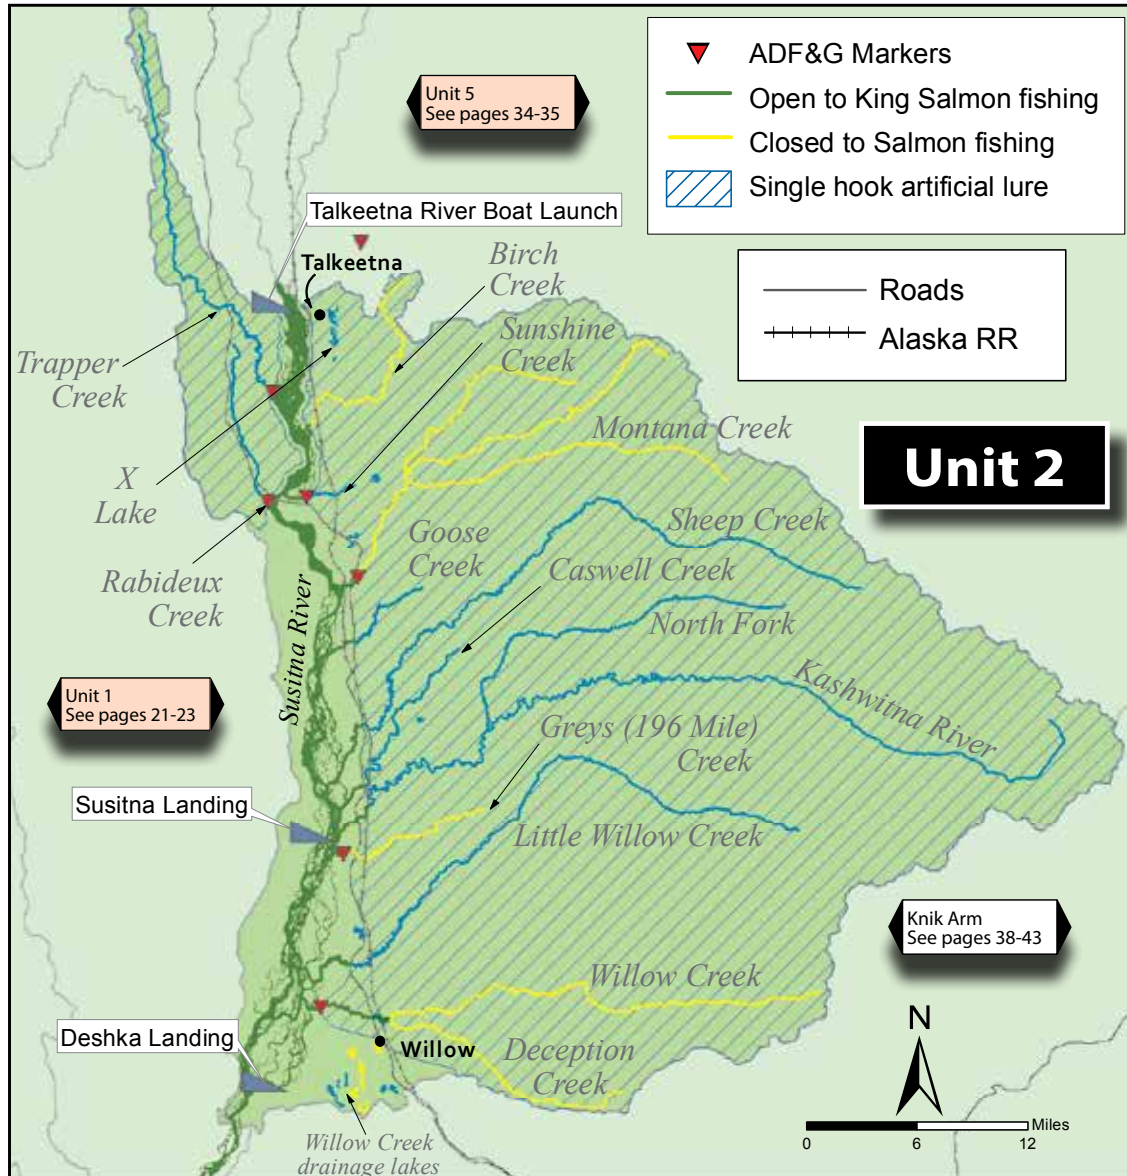 ADF&G Markers
Open to King Salmon fishing
Closed to Salmon fishing
Single hook artificial lure
Roads
Alaska RR
Unit 5
See pages 34-35
Talkeetna River Boat Launch
Talkeetna
Birch
Creek
Sunshine
Creek
Trapper
Creek
Montana Creek
Unit 2
X
Lake
Goose
Creek
Sheep Creek
Caswell Creek
Rabideux
Creek
North Fork
Susitna River
Kashwitna River
Unit 1
See pages 21-23
Greys (196 Mile)
Creek
Susitna Landing
Little Willow Creek
Knik Arm
See pages 38-43
Willow Creek
Deshka Landing
Willow
Deception
Creek
N
Miles
0
6
12
Willow Creek
drainage lakes